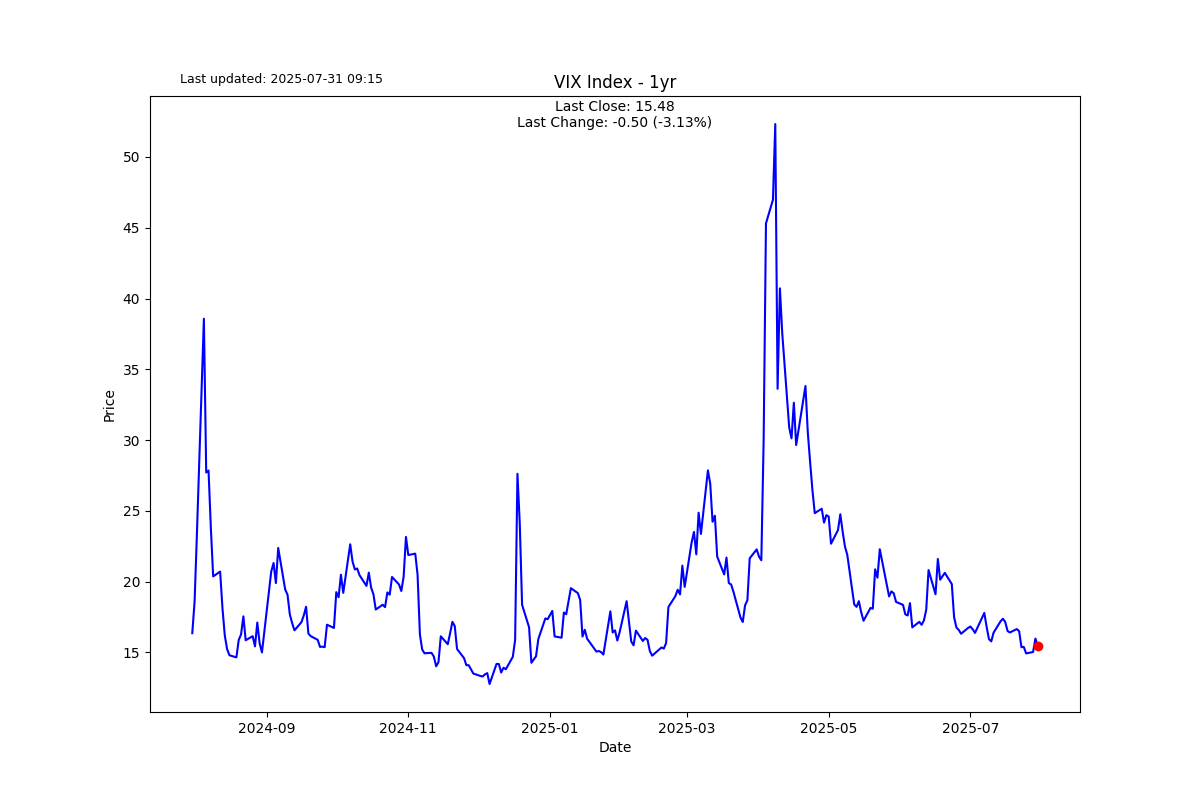 Last updated: 2025-07-31 09:15
VIX Index - 1yr
Last Close: 15.48
Last Change: -0.50 (-3.13%)
50
45
40
35
30
25
20
15
Price
2024-09
2024-11
2025-01
2025-03
2025-05
2025-07
Date